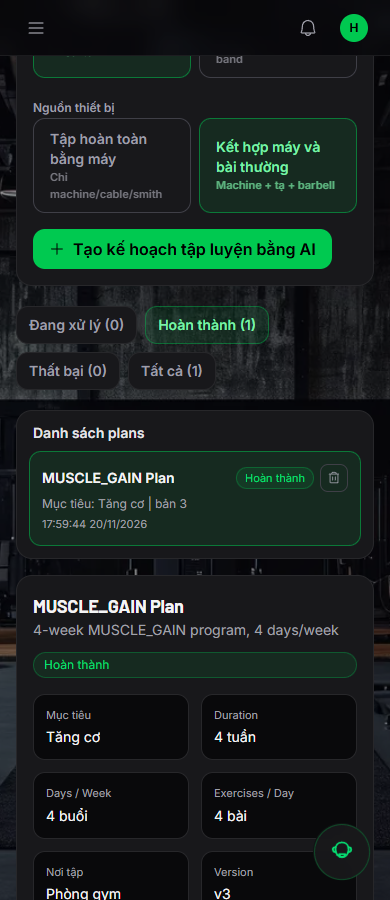 H
band
Nguồn thiết bị
Tập hoàn toàn
bằng máy
Chỉ
machine/cable/smith
Kết hợp máy và
bài thường
Machine + tạ + barbell
+ Tạo kế hoạch tập luyện bằng AI
Đang xử lý (0)
Hoàn thành (1)
Thất bại (0)
Tất cả (1)
Danh sách plans
MUSCLE_GAIN Plan
Hoàn thành
Mục tiêu: Tăng cơ | bản 3
17:59:44 20/11/2026
MUSCLE_GAIN Plan
4-week MUSCLE_GAIN program, 4 days/week
Hoàn thành
Mục tiêu
Tăng cơ
Duration
4 tuần
Days / Week
4 buổi
Exercises / Day
4 bài
Nơi tập
Phòng gym
Version
v3